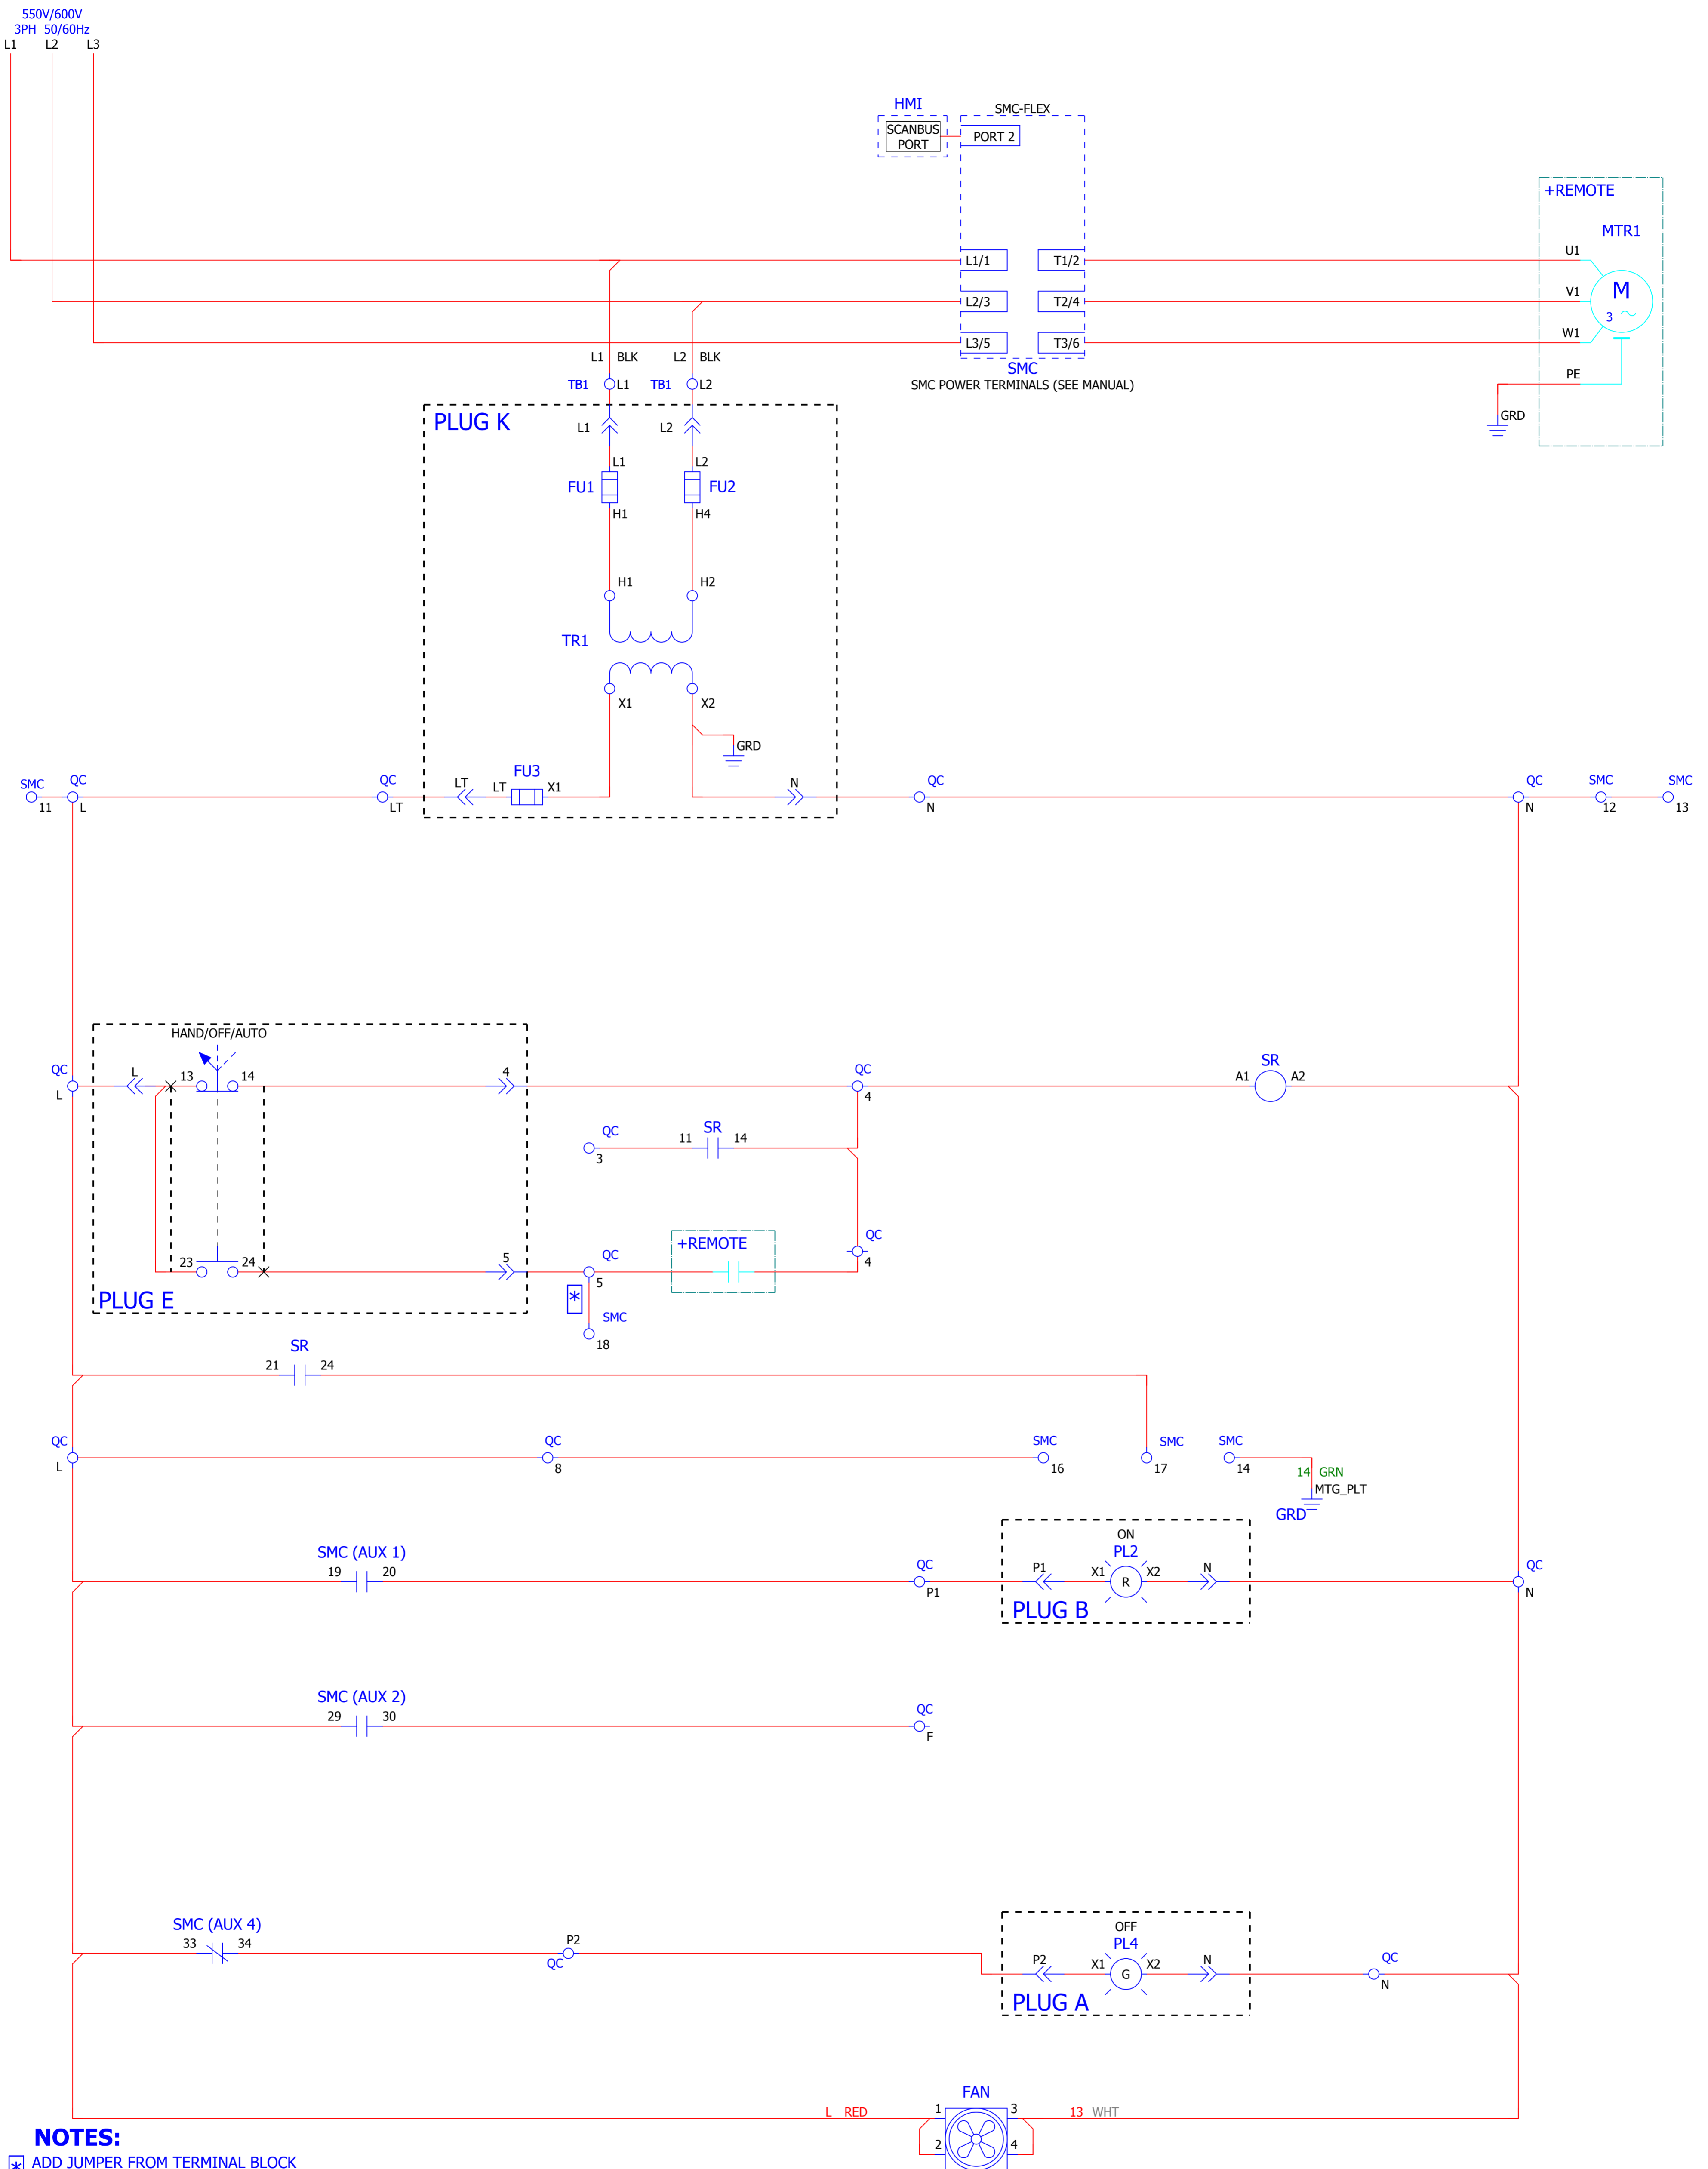 550V/600V
3PH 50/60Hz
L1 L2 L3
HMI
SCANBUS
PORT
SMC-FLEX
PORT 2
L1/1 T1/2
L2/3 T2/4
L3/5 T3/6
SMC
SMC POWER TERMINALS (SEE MANUAL)
+REMOTE
MTR1
U1
V1
W1
PE
M
3
GRD
L1 BLK L2 BLK
TB1 L1 TB1 L2
PLUG K
L1 L2
L1 L2
FU1 FU2
H1 H4
H1 H2
TR1
X1 X2
GRD
SMC QC QC LT LT FU3 X1 N QC QC SMC SMC
11 L LT N N 12 13
HAND/OFF/AUTO
QC L 13 14 4 QC A1 SR A2
L 4
QC 11 SR 14
3
+REMOTE
QC
4
23 24 5 QC
5
PLUG E
*
SMC
18
SR
21 24
QC QC SMC SMC SMC
L 8 16 17 14
14 GRN
MTG_PLT
GRD
SMC (AUX 1)
19 20
QC
P1
ON
PL2
P1 X1 R X2 N
PLUG B
QC
N
SMC (AUX 2)
29 30
QC
F
SMC (AUX 4)
33 34
P2
QC
OFF
PL4
P2 X1 G X2 N
PLUG A
QC
N
FAN
L RED 1 3 13 WHT
2 4
NOTES:
* ADD JUMPER FROM TERMINAL BLOCK